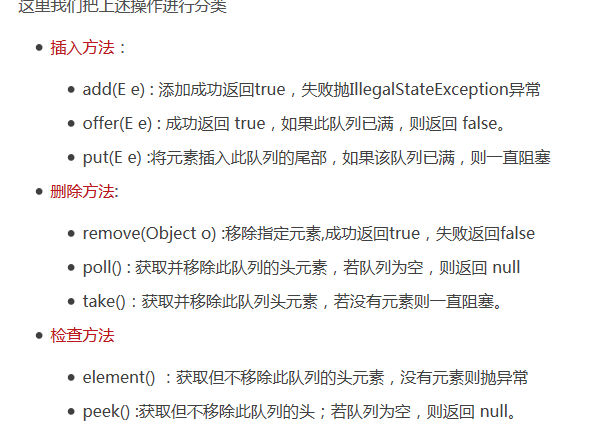 这里我们把上述操作进行分类
插入方法：
add(E e) : 添加成功返回true，失败抛IllegalStateException异常
offer(E e) : 成功返回 true，如果此队列已满，则返回 false。
put(E e) :将元素插入此队列的尾部，如果该队列已满，则一直阻塞
删除方法:
remove(Object o) :移除指定元素,成功返回true，失败返回false
poll() : 获取并移除此队列的头元素，若队列为空，则返回 null
take()：获取并移除此队列头元素，若没有元素则一直阻塞。
检查方法
element() ：获取但不移除此队列的头元素，没有元素则抛异常
peek() :获取但不移除此队列的头；若队列为空，则返回 null。